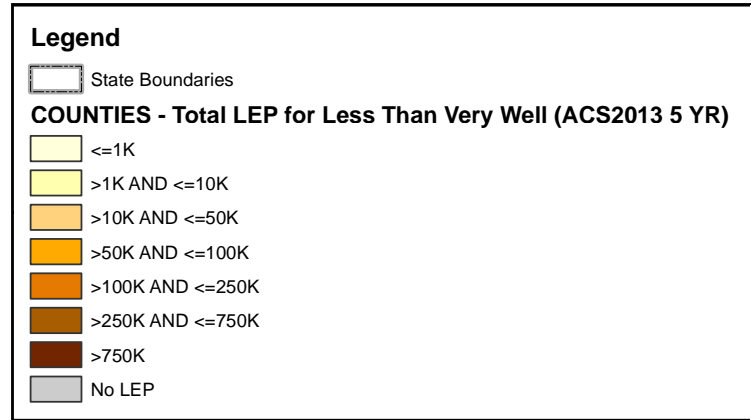 Legend
State Boundaries
COUNTIES - Total LEP for Less Than Very Well (ACS2013 5 YR)
<=1K
>1K AND <=10K
>10K AND <=50K
>50K AND <=100K
>100K AND <=250K
>250K AND <=750K
>750K
No LEP